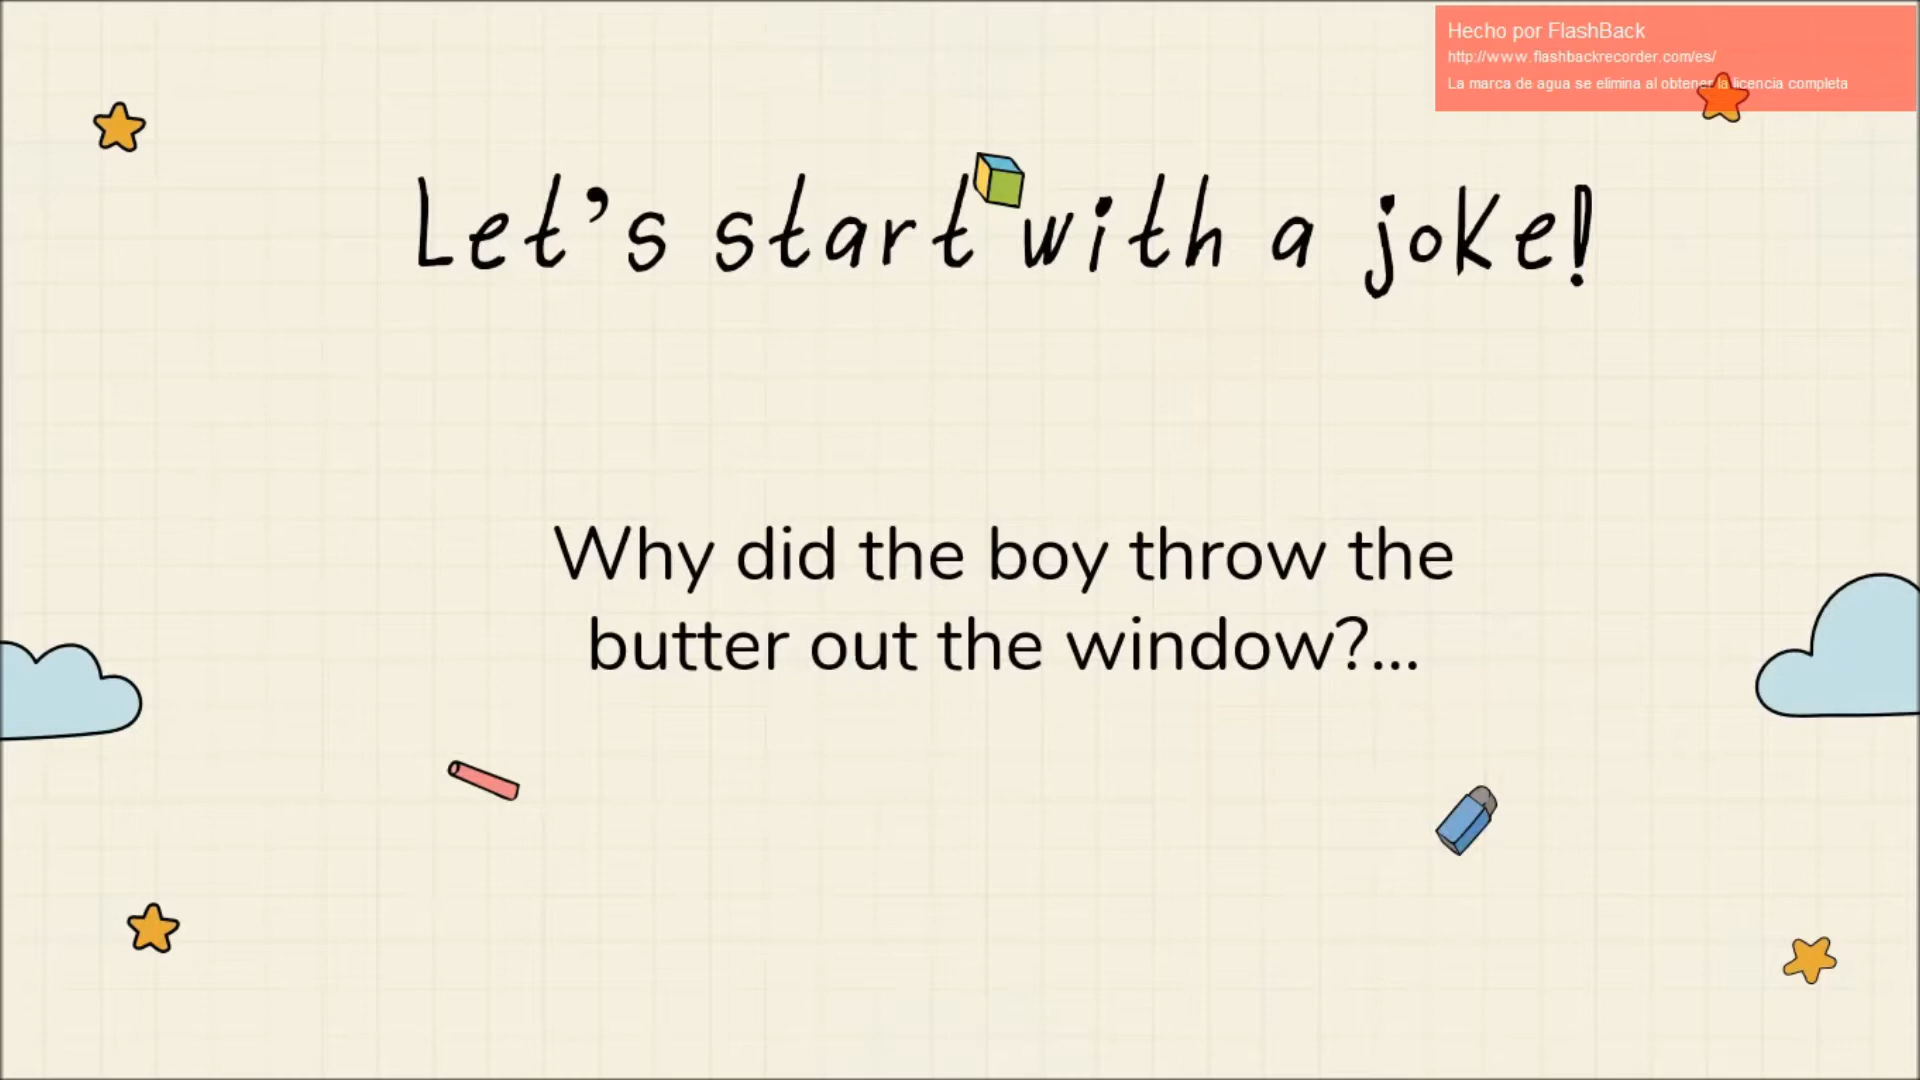 Hecho por FlashBack
http://www.flashbackrecorder.com/es/
La marca de agua se elimina al obtener la licencia completa
Let's start with a joke!
Why did the boy throw the
butter out the window?...